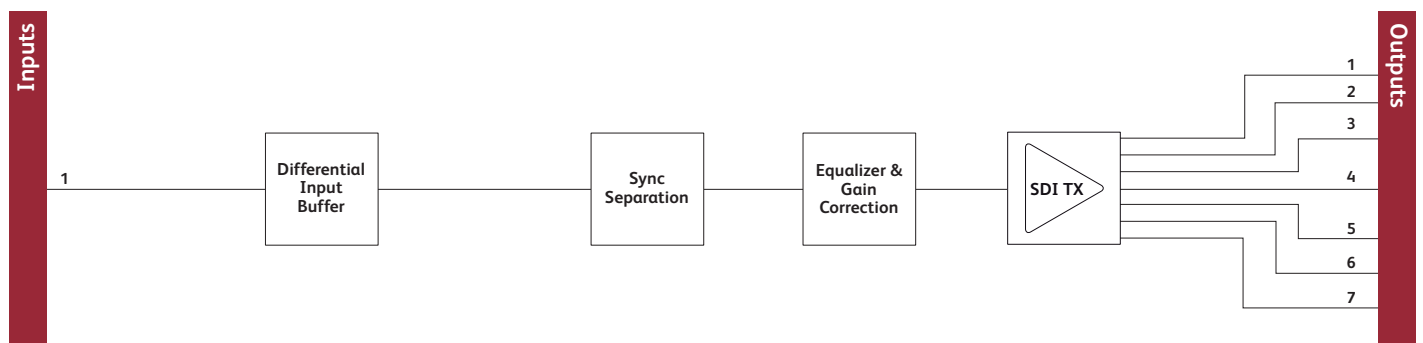 Inputs
1
Differential
Input
Buffer
Sync
Separation
Equalizer &
Gain
Correction
SDI TX
1
2
3
4
5
6
7
Outputs